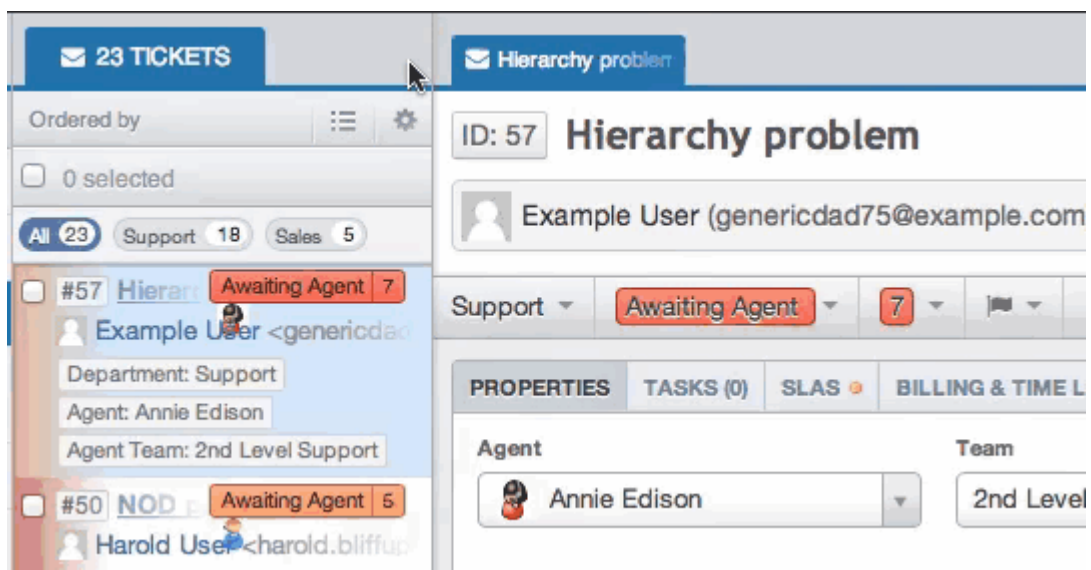 23 TICKETS
Ordered by
0 selected
All 23 Support 18 Sales 5
#57 Hierar Awaiting Agent 7
Example User <genericdad
Department: Support
Agent: Annie Edison
Agent Team: 2nd Level Support
#50 NOD Awaiting Agent 5
Harold User <harold.bliffup
Hierarchy problem
ID: 57 Hierarchy problem
Example User (genericdad75@example.com
Support Awaiting Agent 7
PROPERTIES TASKS (0) SLAS BILLING & TIME L
Agent Team
Annie Edison 2nd Level